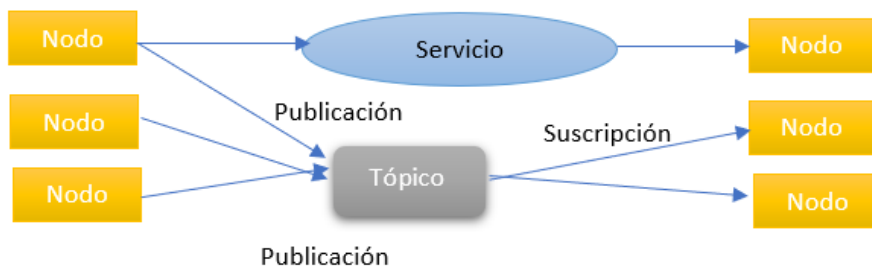 Nodo
Servicio
Nodo
Publicación
Nodo
Suscripción
Nodo
Tópico
Nodo
Nodo
Publicación